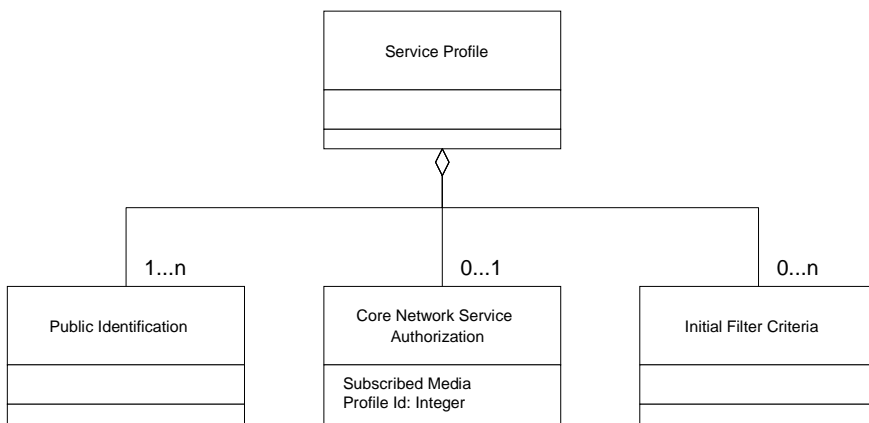 Service Profile
1...n
0...1
0...n
Public Identification
Core Network Service
Authorization
Initial Filter Criteria
Subscribed Media
Profile Id: Integer